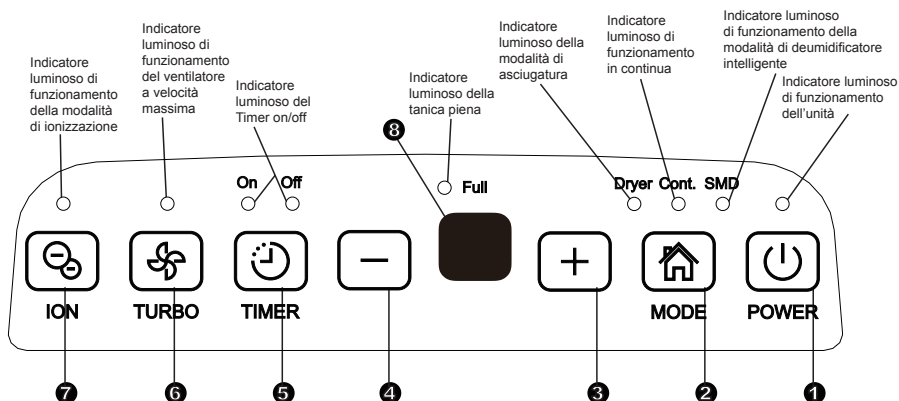 Indicatore
luminoso di
funzionamento
della modalità
di ionizzazione
Indicatore
luminoso di
funzionamento
del ventilatore
a velocità
massima
Indicatore
luminoso del
Timer on/off
Indicatore
luminoso della
tanica piena
Indicatore
luminoso della
modalità di
asciugatura
Indicatore
luminoso di
funzionamento
in continua
Indicatore luminoso
di funzionamento della
modalità di deumidificatore
intelligente
Indicatore luminoso
di funzionamento
dell'unità
8
On Off
Full
Dryer Cont. SMD
ION TURBO TIMER MODE POWER
7 6 5 4 3 2 1